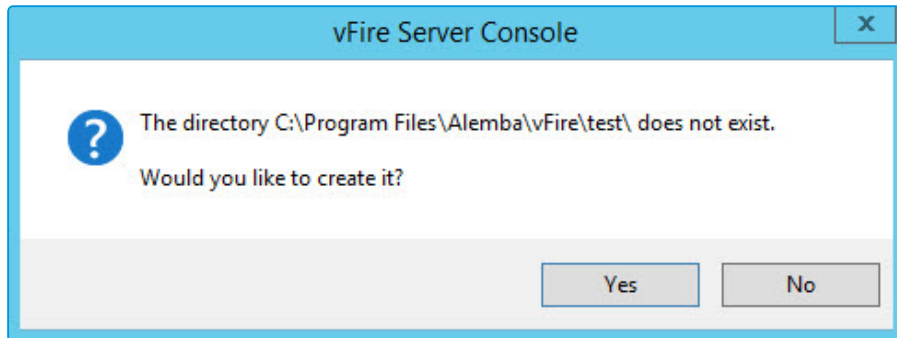 vFire Server Console
x
?
The directory C:\Program Files\Alemba\vFire\test\ does not exist.
Would you like to create it?
Yes
No